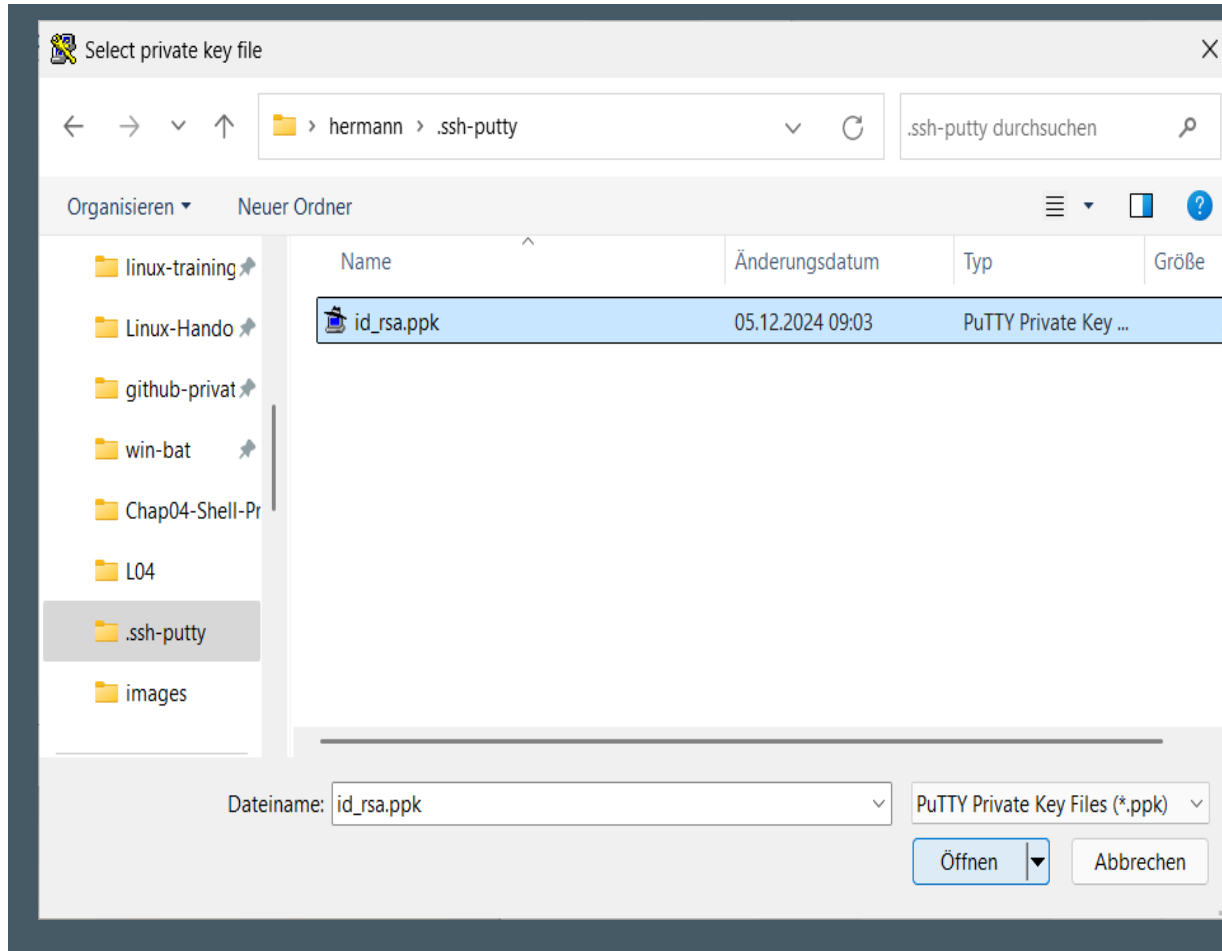 Select private key file
hermann > .ssh-putty
.ssh-putty durchsuchen
Organisieren
Neuer Ordner
Name
Änderungsdatum
Typ
Größe
linux-training
id_rsa.ppk
05.12.2024 09:03
PuTTY Private Key ...
Linux-Hando
github-privat
win-bat
Chap04-Shell-Pr
L04
.ssh-putty
images
Dateiname:
id_rsa.ppk
PuTTY Private Key Files (*.ppk)
Öffnen
Abbrechen